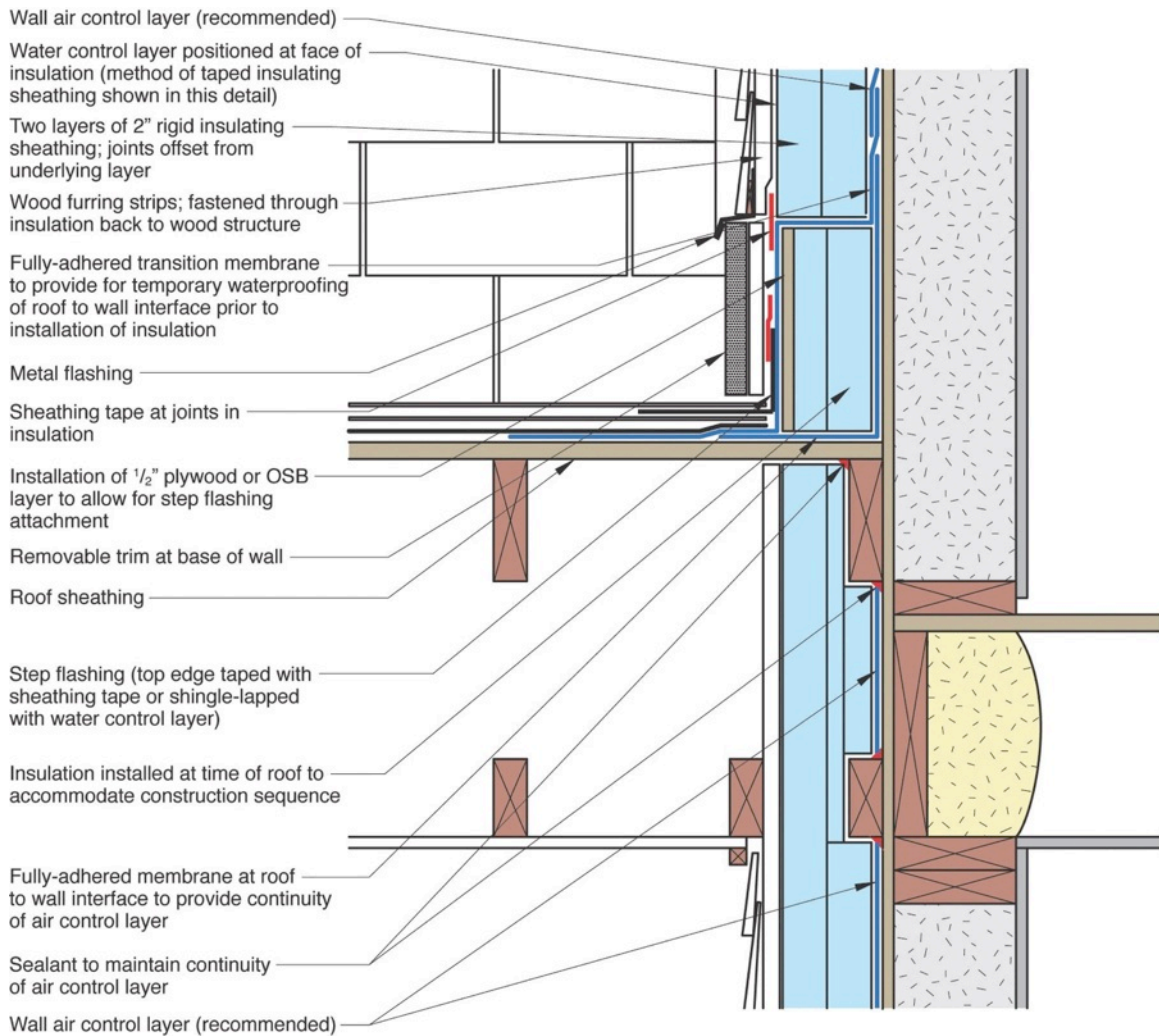 Wall air control layer (recommended)
Water control layer positioned at face of
insulation (method of taped insulating
sheathing shown in this detail)
Two layers of 2” rigid insulating
sheathing; joints offset from
underlying layer
Wood furring strips; fastened through
insulation back to wood structure
Fully-adhered transition membrane
to provide for temporary waterproofing
of roof to wall interface prior to
installation of insulation
Metal flashing
Sheathing tape at joints in
insulation
Installation of ¹/₂” plywood or OSB
layer to allow for step flashing
attachment
Removable trim at base of wall
Roof sheathing
Step flashing (top edge taped with
sheathing tape or shingle-lapped
with water control layer)
Insulation installed at time of roof to
accommodate construction sequence
Fully-adhered membrane at roof
to wall interface to provide continuity
of air control layer
Sealant to maintain continuity
of air control layer
Wall air control layer (recommended)